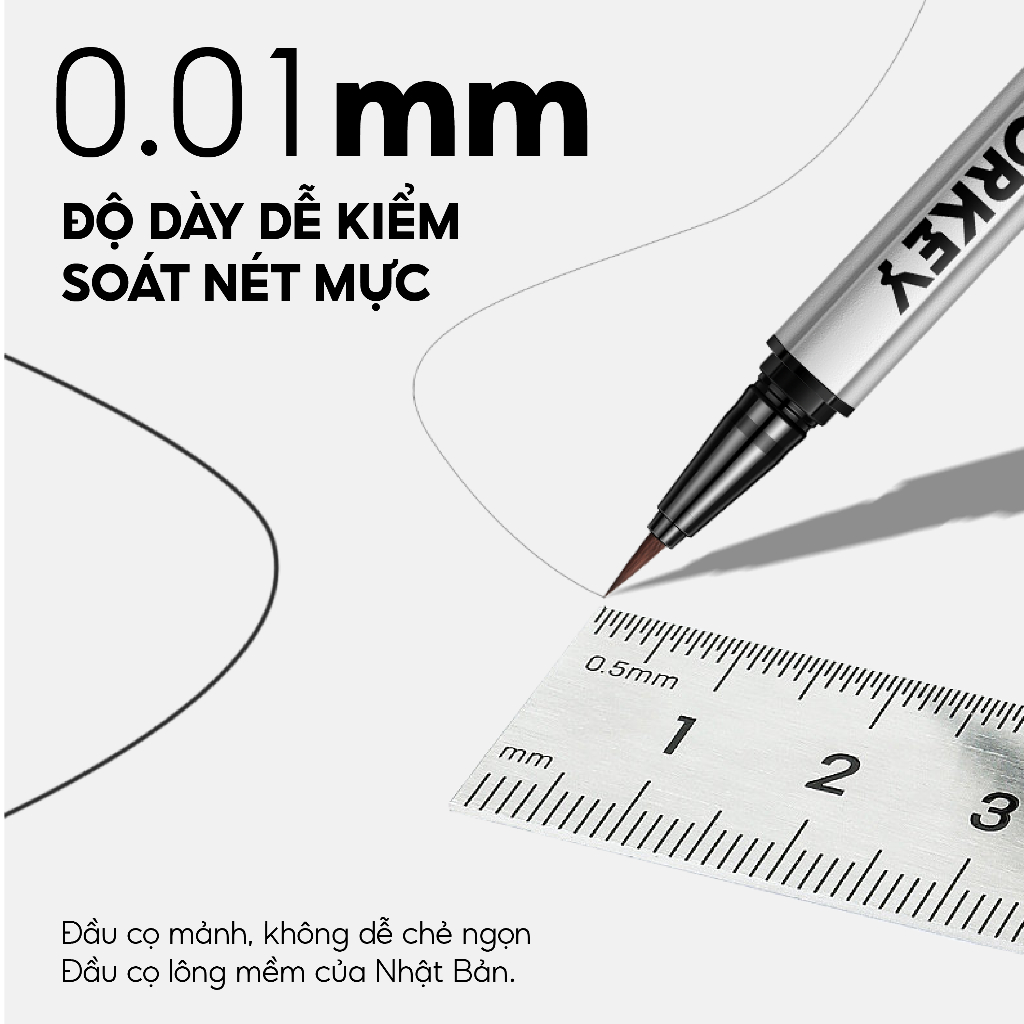 0.01mm
ĐỘ DÀY DỄ KIỂM
SOÁT NÉT MỰC
ORKEY
0.5mm
1
2
3
mm
Đầu cọ mảnh, không dễ chẻ ngọn
Đầu cọ lông mềm của Nhật Bản.